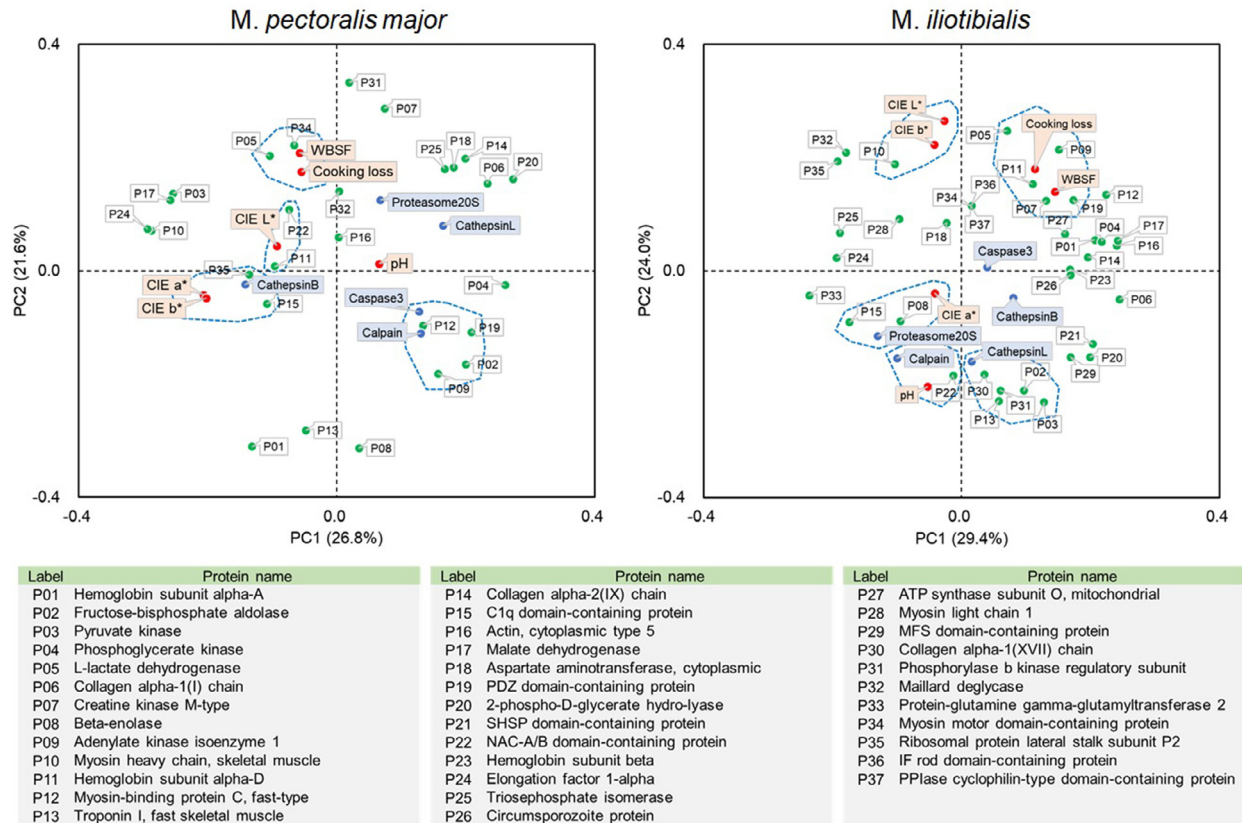 M. pectoralis major
0.4
PC2 (21.6%)
0.0
-0.4
-0.4
0.0
0.4
PC1 (26.8%)
P31
P07
P34
P05
WBSF
Cooking loss
P25
P18
P14
P06
P20
P17
P03
P24
P10
P32
Proteasome20S
CathepsinL
CIE L*
P22
P16
P11
pH
P35
CIE a*
CIE b*
CathepsinB
P15
P04
Caspase3
Calpain
P12
P19
P02
P09
P13
P01
P08
M. iliotibialis
0.4
PC2 (24.0%)
0.0
-0.4
-0.4
0.0
0.4
PC1 (29.4%)
CIE L*
CIE b*
P32
P35
P10
P05
Cooking loss
P09
P11
WBSF
P36
P34
P37
P07
P19
P12
P25
P28
P18
P27
P04
P17
P01
P16
P24
Caspase3
P14
P26
P23
P33
P15
P08
CIE a*
CathepsinB
P06
Proteasome20S
Calpain
CathepsinL
P21
P29
P20
pH
P22
P30
P02
P13
P31
P03
Label Protein name
P01 Hemoglobin subunit alpha-A
P02 Fructose-bisphosphate aldolase
P03 Pyruvate kinase
P04 Phosphoglycerate kinase
P05 L-lactate dehydrogenase
P06 Collagen alpha-1(I) chain
P07 Creatine kinase M-type
P08 Beta-enolase
P09 Adenylate kinase isoenzyme 1
P10 Myosin heavy chain, skeletal muscle
P11 Hemoglobin subunit alpha-D
P12 Myosin-binding protein C, fast-type
P13 Troponin I, fast skeletal muscle
Label Protein name
P14 Collagen alpha-2(IX) chain
P15 C1q domain-containing protein
P16 Actin, cytoplasmic type 5
P17 Malate dehydrogenase
P18 Aspartate aminotransferase, cytoplasmic
P19 PDZ domain-containing protein
P20 2-phospho-D-glycerate hydro-lyase
P21 SHSP domain-containing protein
P22 NAC-A/B domain-containing protein
P23 Hemoglobin subunit beta
P24 Elongation factor 1-alpha
P25 Triosephosphate isomerase
P26 Circumsporozoite protein
Label Protein name
P27 ATP synthase subunit O, mitochondrial
P28 Myosin light chain 1
P29 MFS domain-containing protein
P30 Collagen alpha-1(XVII) chain
P31 Phosphorylase b kinase regulatory subunit
P32 Maillard deglycase
P33 Protein-glutamine gamma-glutamyltransferase 2
P34 Myosin motor domain-containing protein
P35 Ribosomal protein lateral stalk subunit P2
P36 IF rod domain-containing protein
P37 PPIase cyclophilin-type domain-containing protein